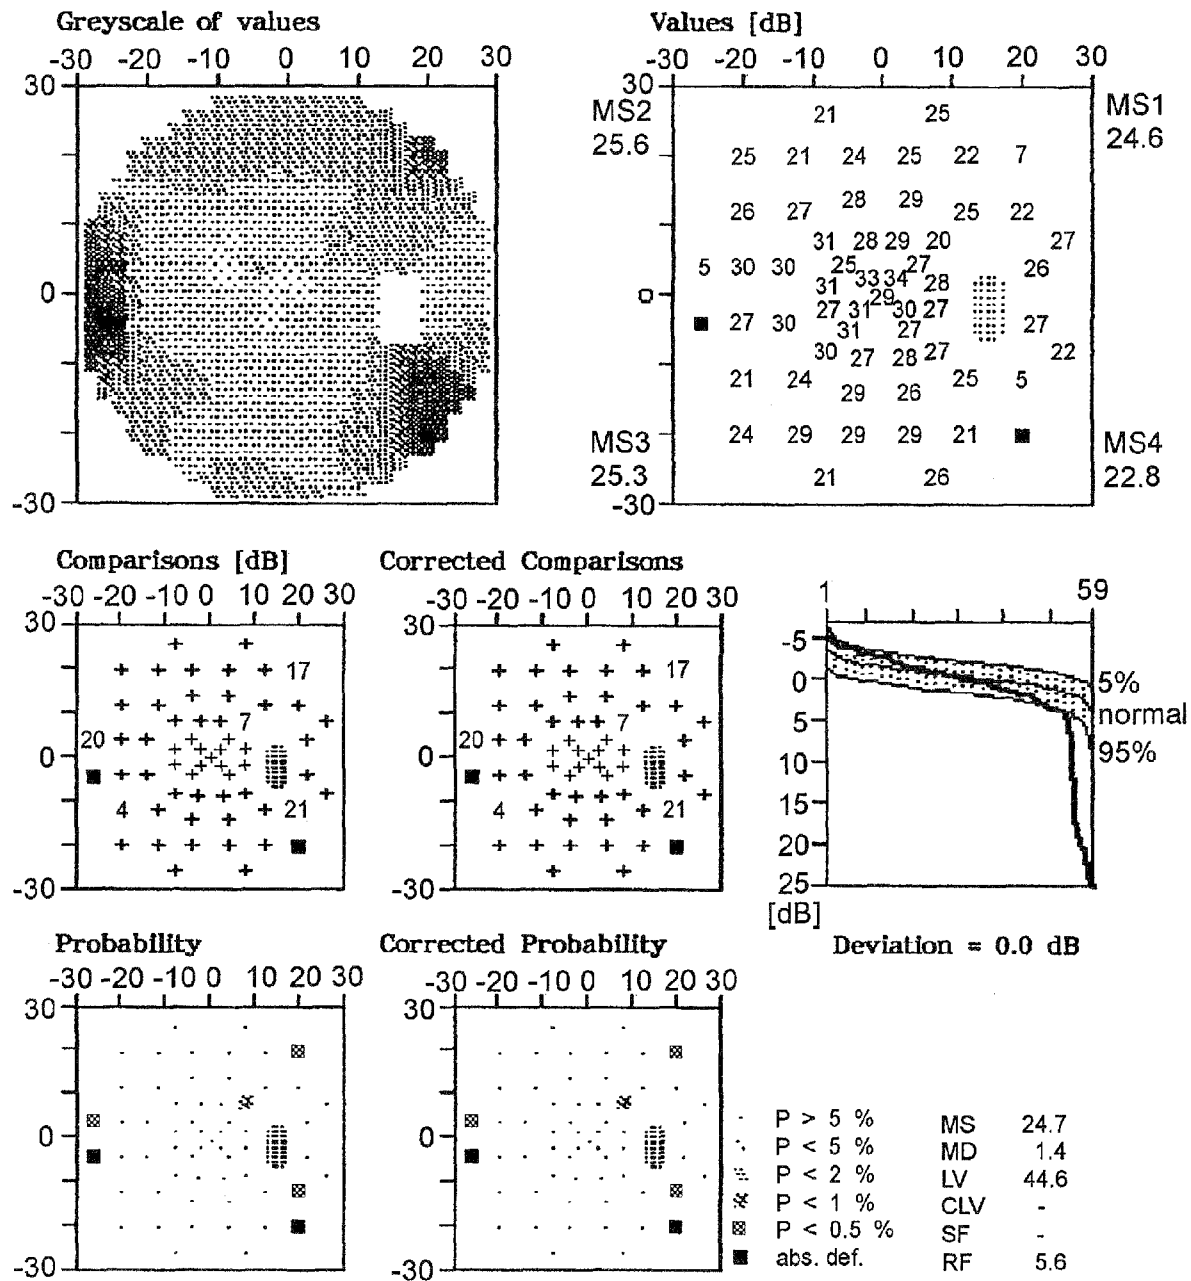 Greyscale of values
-30 -20 -10 0 10 20 30
30
0
-30
Values [dB]
-30 -20 -10 0 10 20 30
30
0
-30
MS2
25.6
MS1
24.6
21 25
25 21 24 25 22 7
28 29
26 27 25 22
31 28 29 20 27
5 30 30 25 27 26
33 34
31 28
29
27 31 30 27
27 30 31 27 27
30 27 28 27 22
21 24 25 5
29 26
24 29 29 29 21
21 26
MS3
25.3
MS4
22.8
Comparisons [dB]
-30 -20 -10 0 10 20 30
30
0
-30
+ +
+ + + + + 17
+ +
+ + + +
+ + + 7 +
20 + + + + +
+ + + +
+
+ + + +
+ + + + +
+ + + + +
4 + + 21
+ +
+ + + + +
+ +
Corrected Comparisons
-30 -20 -10 0 10 20 30
30
0
-30
+ +
+ + + + + 17
+ +
+ + + +
+ + + 7 +
20 + + + + +
+ + + +
+
+ + + +
+ + + + +
+ + + + +
4 + + 21
+ +
+ + + + +
+ +
1 59
-5
0
5
10
15
20
25
[dB]
5%
normal
95%
Deviation = 0.0 dB
Probability
-30 -20 -10 0 10 20 30
30
0
-30
Corrected Probability
-30 -20 -10 0 10 20 30
30
0
-30
P > 5 %
P < 5 %
P < 2 %
P < 1 %
P < 0.5 %
abs. def.
MS 24.7
MD 1.4
LV 44.6
CLV -
SF -
RF 5.6